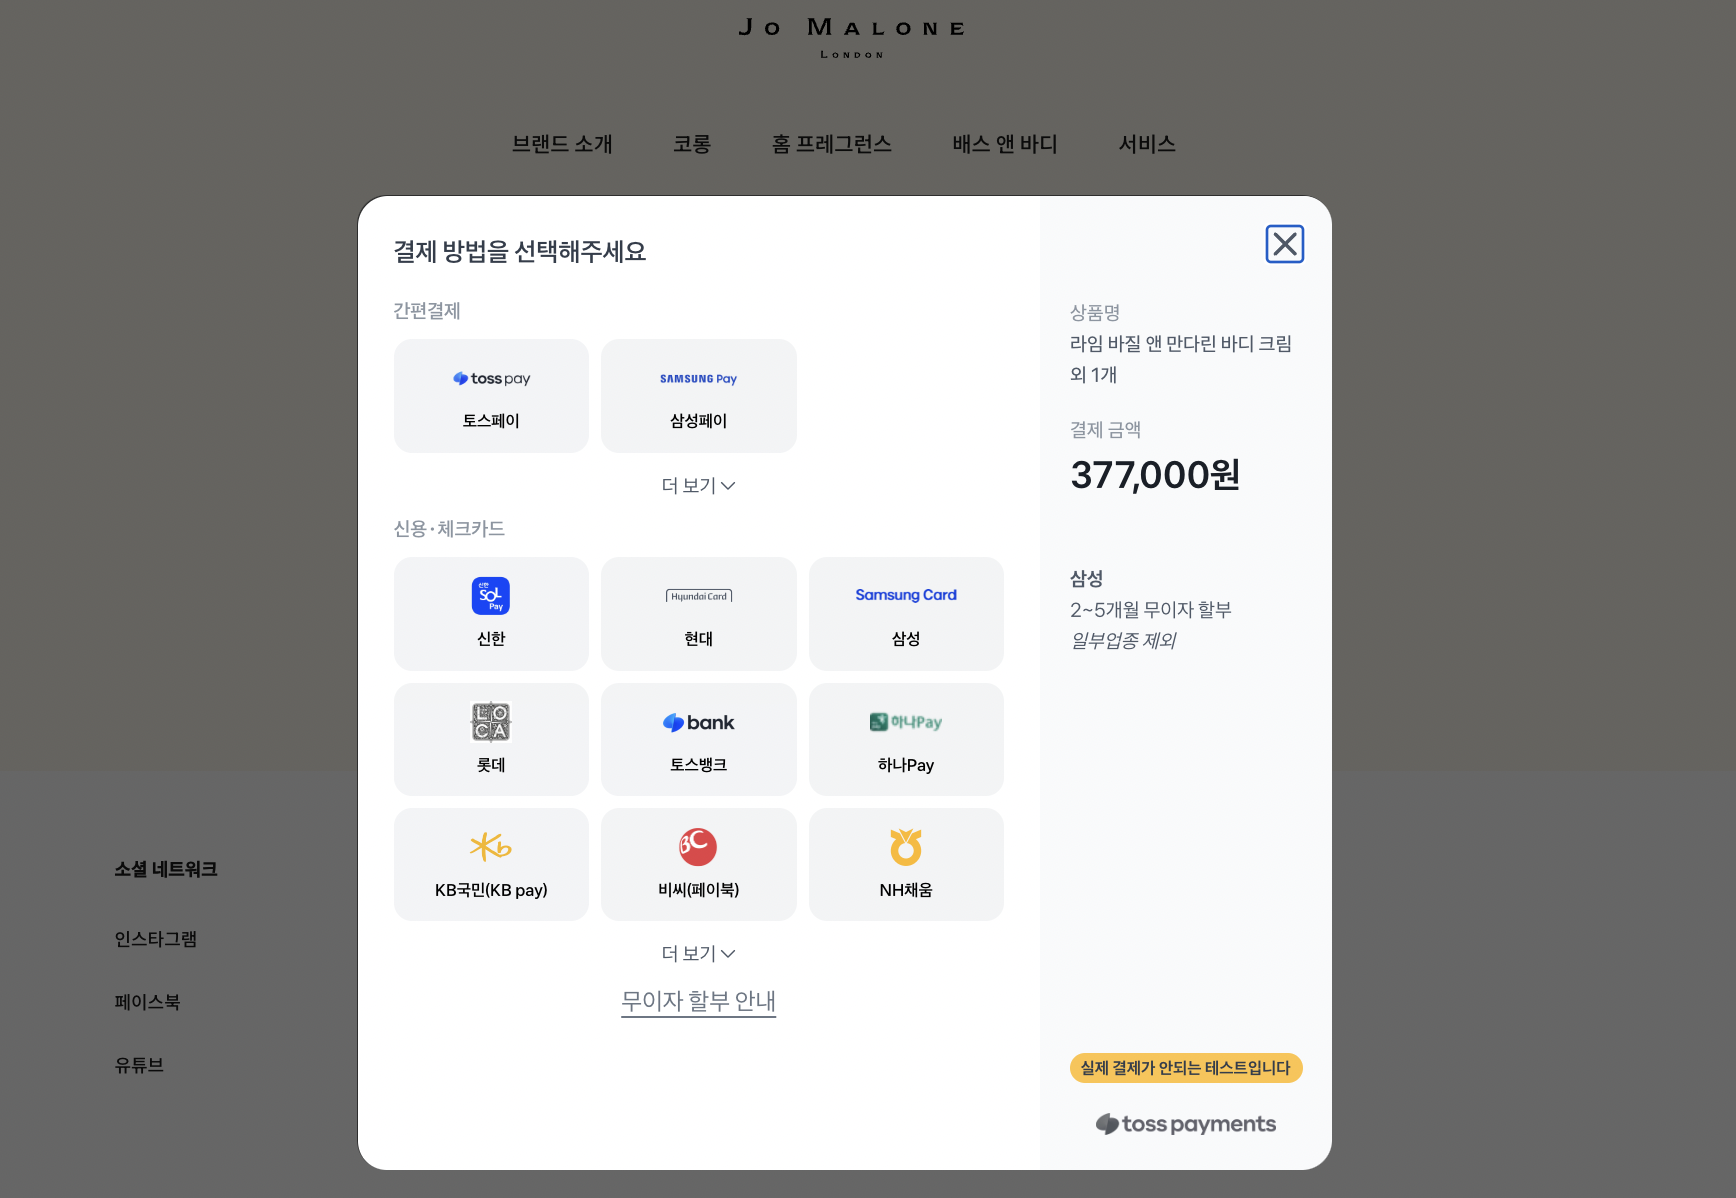 JO MALONE
LONDON
브랜드 소개
코롱
홈 프레그런스
배스 앤 바디
서비스
결제 방법을 선택해주세요
간편결제
toss pay
토스페이
SAMSUNG Pay
삼성페이
더 보기
신용·체크카드
신한
SOL
Pay
신한
Hyundai Card
현대
Samsung Card
삼성
LOCA
롯데
bank
토스뱅크
하나Pay
하나Pay
Kb
KB국민(KB pay)
BC
비씨(페이북)
NH채움
더 보기
무이자 할부 안내
상품명
라임 바질 앤 만다린 바디 크림
외 1개
결제 금액
377,000원
삼성
2~5개월 무이자 할부
일부업종 제외
실제 결제가 안되는 테스트입니다
toss payments
소셜 네트워크
인스타그램
페이스북
유튜브